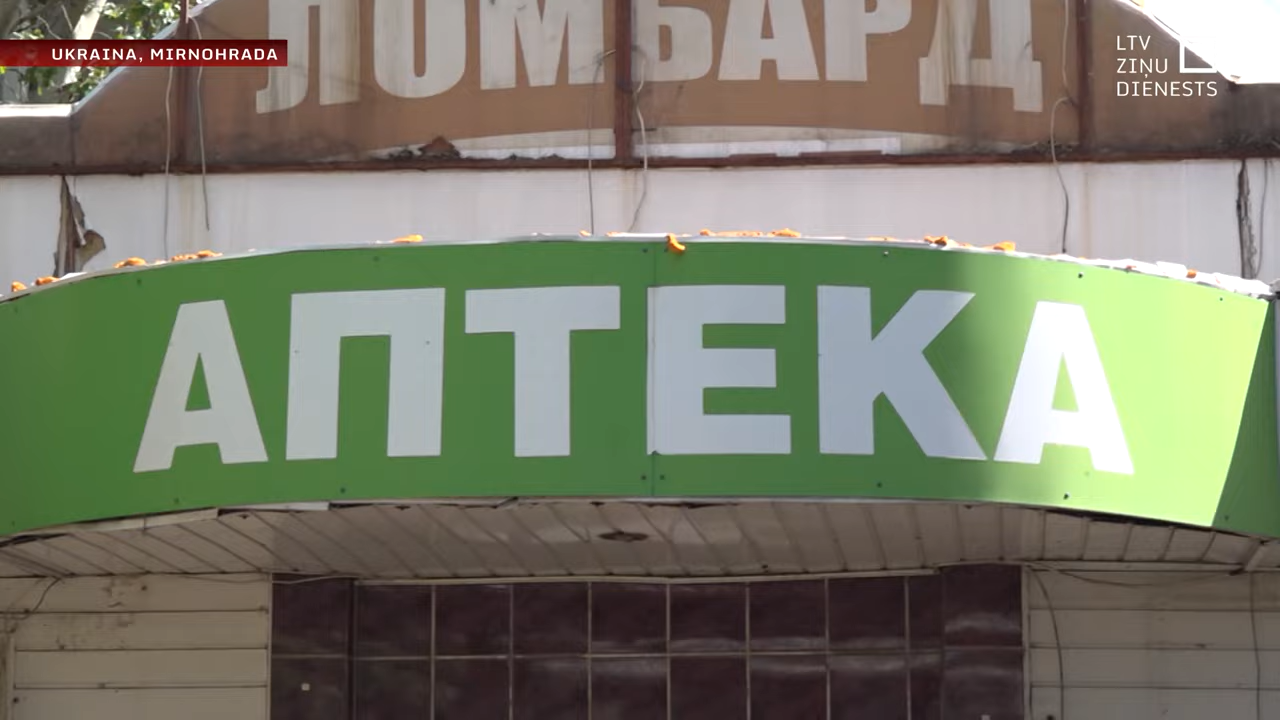 ЛОМБАРД
UKRAINA, MIRNOHRADA
LTV
ZIŅU
DIENESTS
АПТЕКА